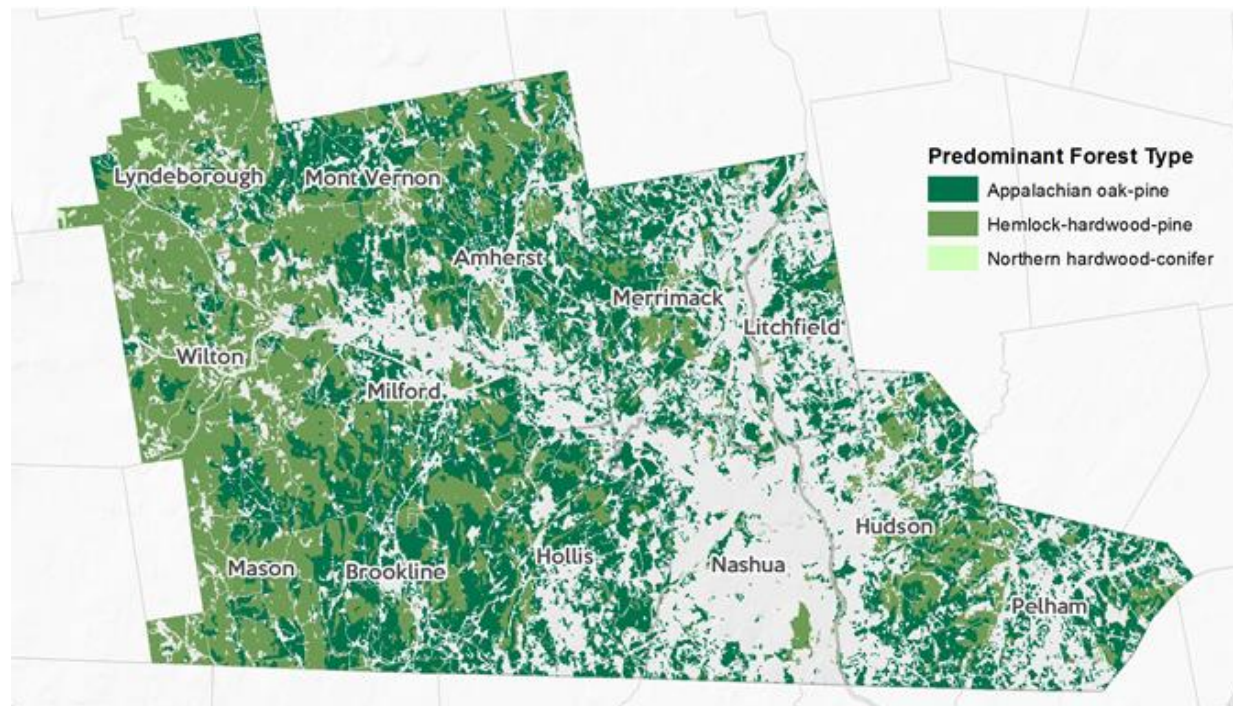 Predominant Forest Type
Appalachian oak-pine
Hemlock-hardwood-pine
Northern hardwood-conifer
Lyndeborough
Mont Vernon
Amherst
Merrimack
Litchfield
Wilton
Milford
Hudson
Mason
Brookline
Hollis
Nashua
Pelham